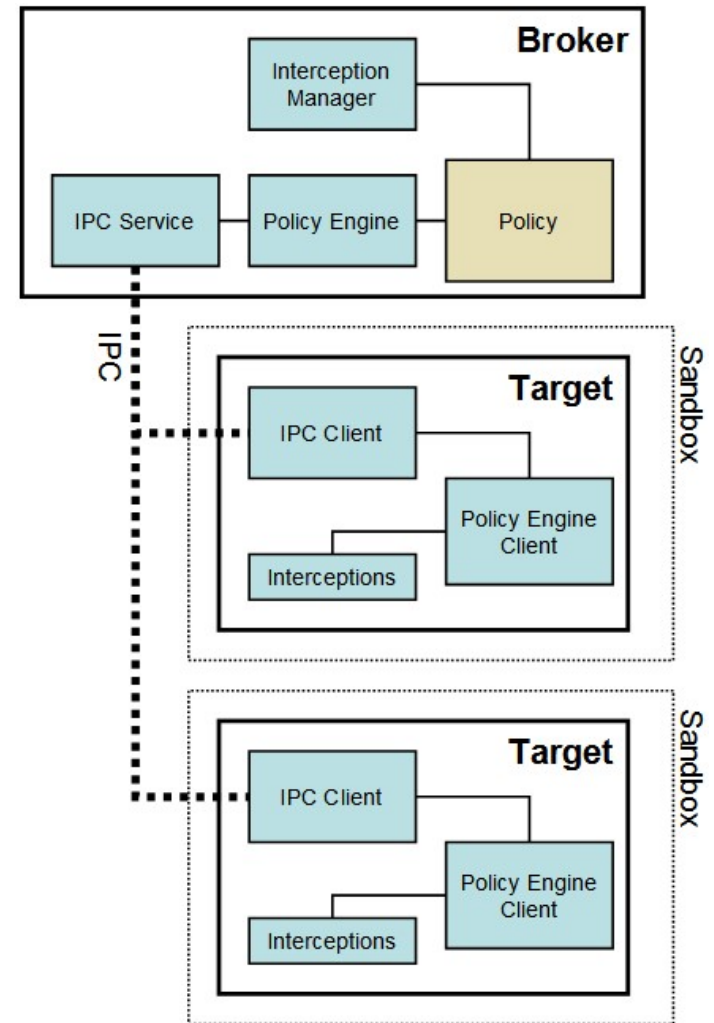 Broker
Interception
Manager
IPC Service
Policy Engine
Policy
IPC
Sandbox
Target
IPC Client
Policy Engine
Client
Interceptions
Sandbox
Target
IPC Client
Policy Engine
Client
Interceptions